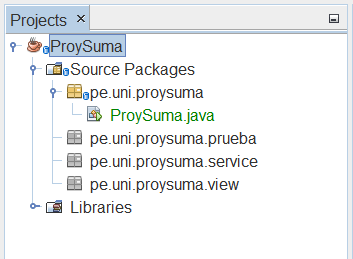 Projects
ProySuma
Source Packages
pe.uni.proysuma
ProySuma.java
pe.uni.proysuma.prueba
pe.uni.proysuma.service
pe.uni.proysuma.view
Libraries